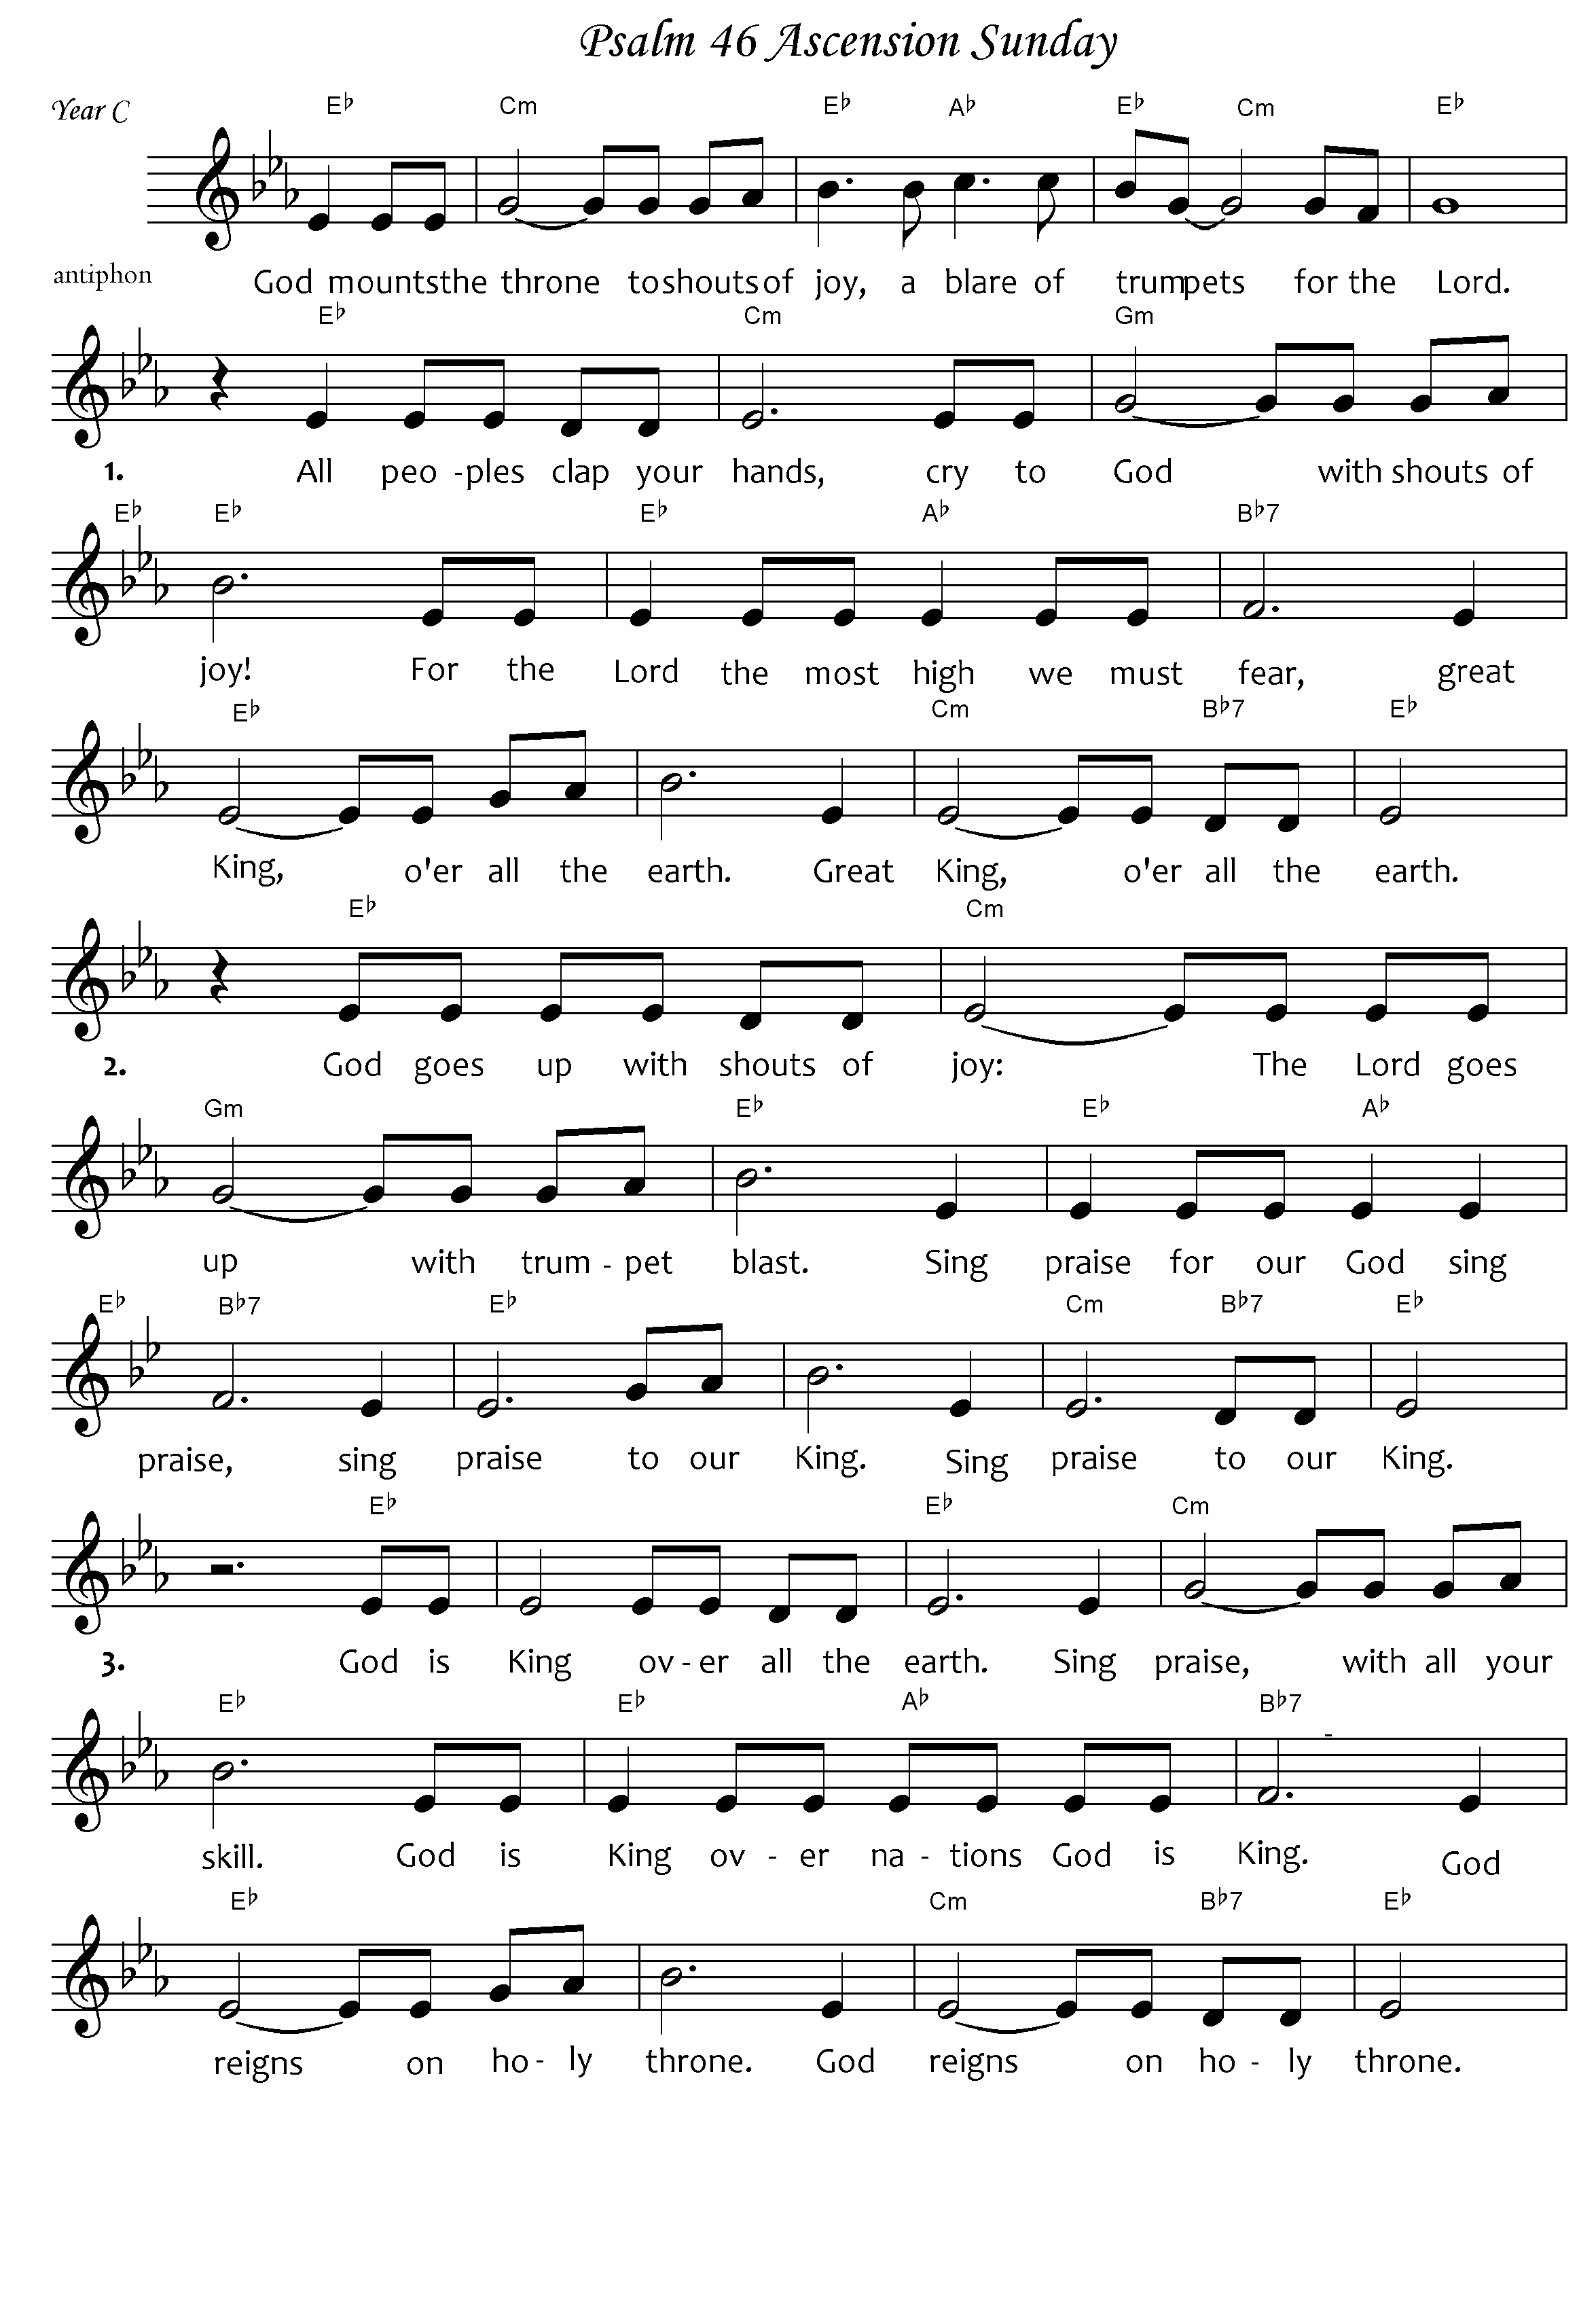 Psalm 46 Ascension Sunday
Year C
E♭ Cm E♭ A♭ E♭ Cm E♭
antiphon God mountsthe throne toshoutsof joy, a blare of trumpets for the Lord.
E♭ Cm Gm
1. All peo -ples clap your hands, cry to God with shouts of
E♭ E♭ E♭ A♭ B♭7
joy! For the Lord the most high we must fear, great
E♭ Cm B♭7 E♭
King, o'er all the earth. Great King, o'er all the earth.
E♭ Cm
2. God goes up with shouts of joy: The Lord goes
Gm E♭ E♭ A♭
up with trum - pet blast. Sing praise for our God sing
E♭ B♭7 E♭ Cm B♭7 E♭
praise, sing praise to our King. Sing praise to our King.
E♭ E♭ Cm
3. God is King ov - er all the earth. Sing praise, with all your
E♭ E♭ A♭ B♭7
skill. God is King ov - er na - tions God is King. God
E♭ Cm B♭7 E♭
reigns on ho - ly throne. God reigns on ho - ly throne.